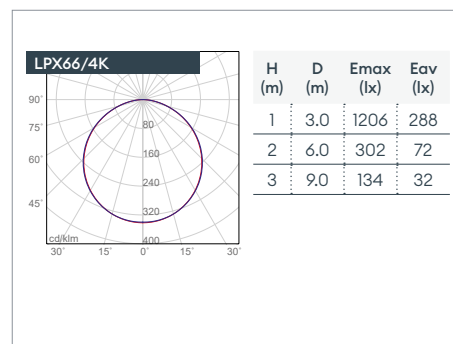 LPX66/4K
90°
75°
60°
45°
80
160
240
320
400
cd/klm
30° 15° 0° 15° 30°
H (m) D (m) Emax (lx) Eav (lx)
1 3.0 1206 288
2 6.0 302 72
3 9.0 134 32